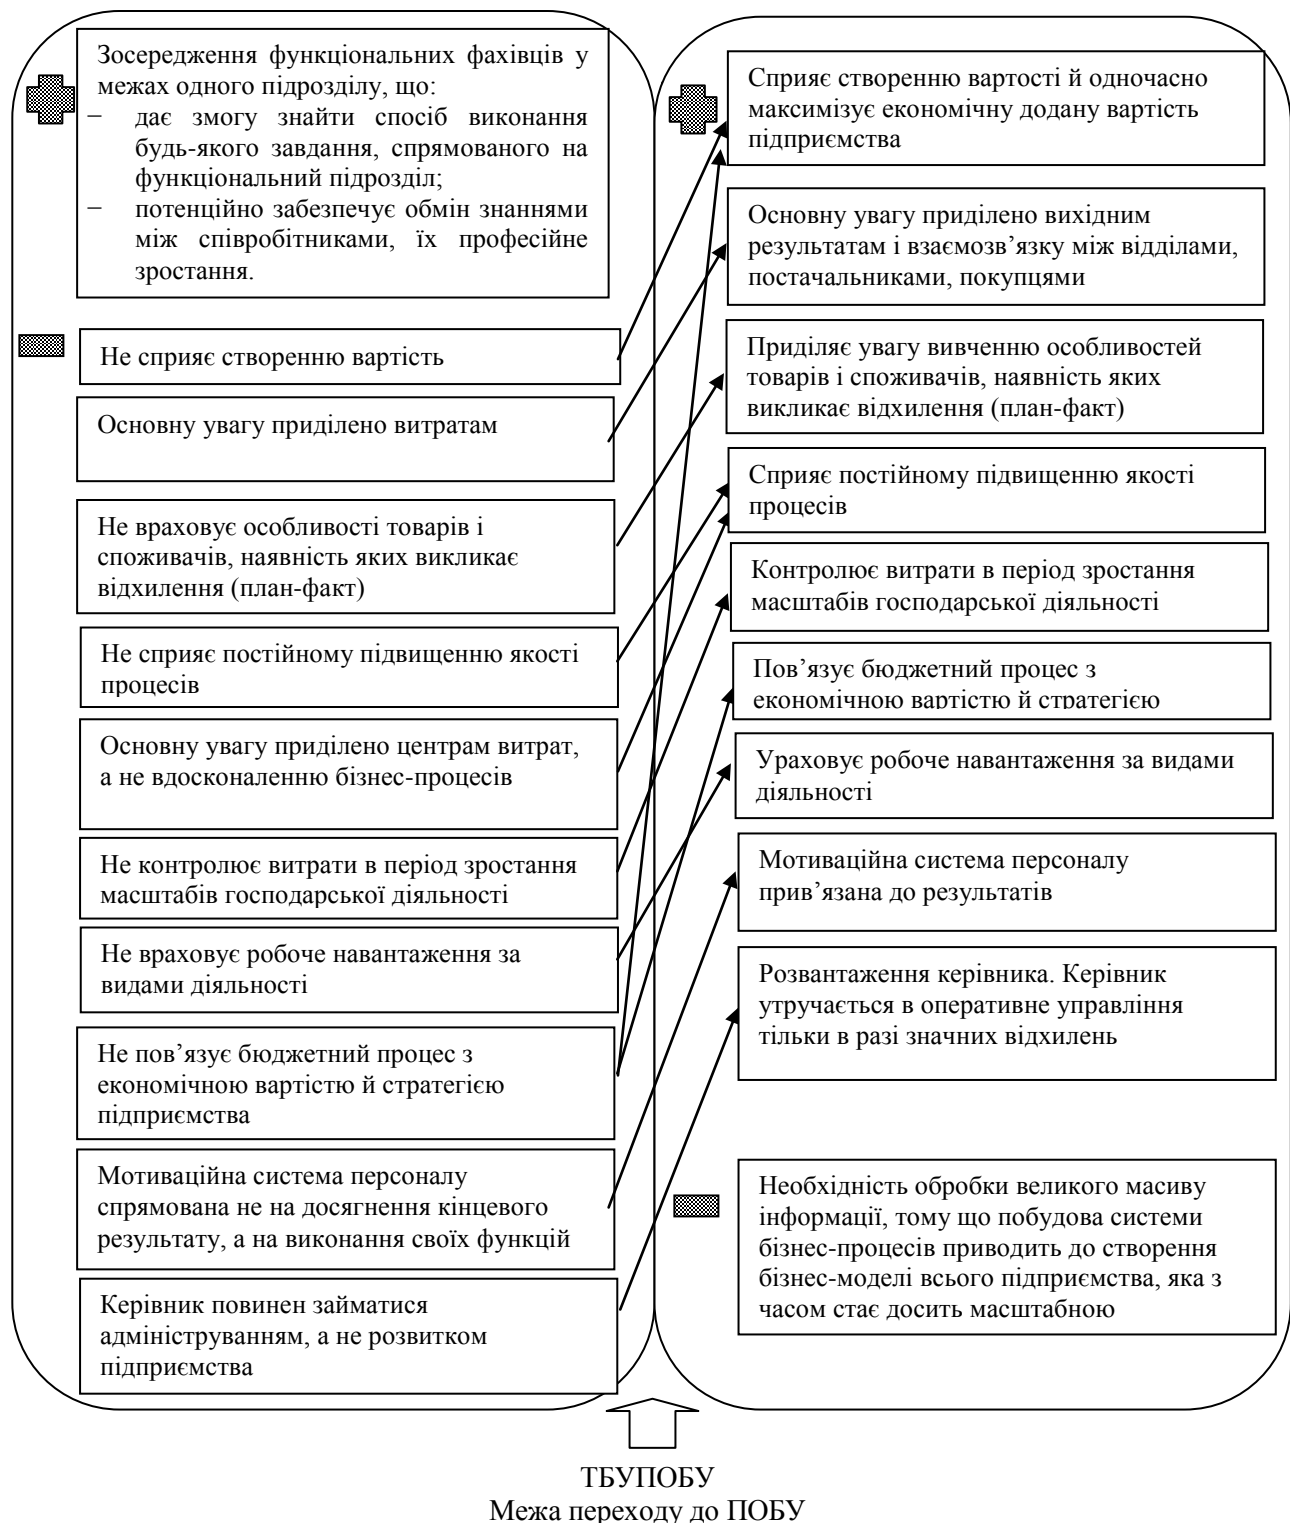 Зосередження функціональних фахівців у
межах одного підрозділу, що:
− дає змогу знайти спосіб виконання
будь-якого завдання, спрямованого на
функціональний підрозділ;
− потенційно забезпечує обмін знаннями
між співробітниками, їх професійне
зростання.
Не сприяє створенню вартість
Основну увагу приділено витратам
Не враховує особливості товарів і
споживачів, наявність яких викликає
відхилення (план-факт)
Не сприяє постійному підвищенню якості
процесів
Основну увагу приділено центрам витрат,
а не вдосконаленню бізнес-процесів
Не контролює витрати в період зростання
масштабів господарської діяльності
Не враховує робоче навантаження за
видами діяльності
Не пов’язує бюджетний процес з
економічною вартістю й стратегією
підприємства
Мотиваційна система персоналу
спрямована не на досягнення кінцевого
результату, а на виконання своїх функцій
Керівник повинен займатися
адмініструванням, а не розвитком
підприємства
Сприяє створенню вартості й одночасно
максимізує економічну додану вартість
підприємства
Основну увагу приділено вихідним
результатам і взаємозв’язку між відділами,
постачальниками, покупцями
Приділяє увагу вивченню особливостей
товарів і споживачів, наявність яких
викликає відхилення (план-факт)
Сприяє постійному підвищенню якості
процесів
Контролює витрати в період зростання
масштабів господарської діяльності
Пов’язує бюджетний процес з
економічною вартістю й стратегією
Ураховує робоче навантаження за видами
діяльності
Мотиваційна система персоналу
прив’язана до результатів
Розвантаження керівника. Керівник
утручається в оперативне управління
тільки в разі значних відхилень
Необхідність обробки великого масиву
інформації, тому що побудова системи
бізнес-процесів приводить до створення
бізнес-моделі всього підприємства, яка з
часом стає досить масштабною
ТБУПОБУ
Межа переходу до ПОБУ